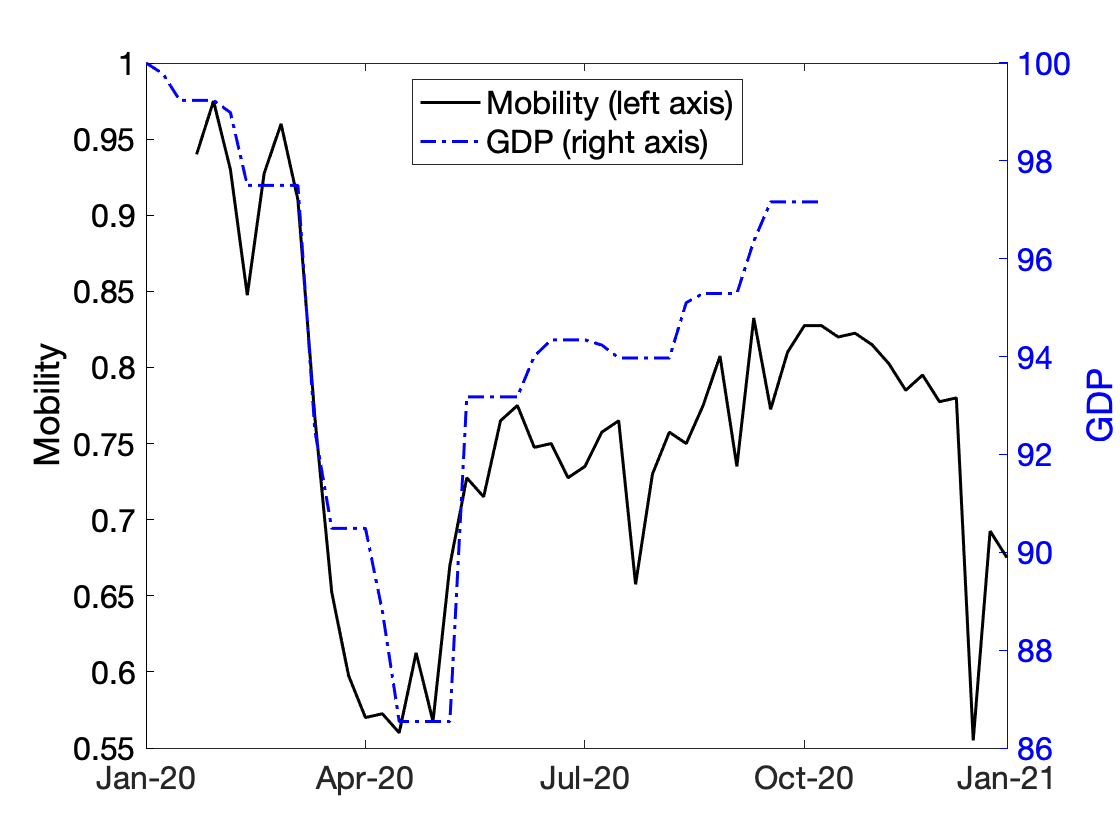 Mobility (left axis)
GDP (right axis)
1
0.95
0.9
0.85
0.8
0.75
0.7
0.65
0.6
0.55
Mobility
100
98
96
94
92
90
88
86
GDP
Jan-20
Apr-20
Jul-20
Oct-20
Jan-21